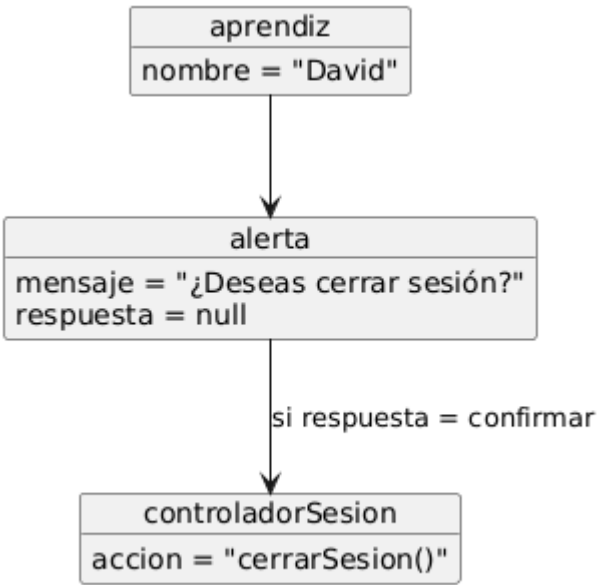 aprendiz
nombre = "David"
alerta
mensaje = "¿Deseas cerrar sesión?"
respuesta = null
si respuesta = confirmar
controladorSesion
accion = "cerrarSesion()"